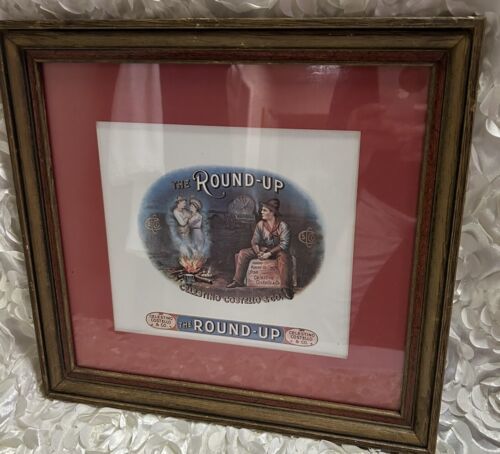 THE ROUND-UP
CELESTINO COSTELLO & CO.
CELESTINO
COSTELLO
& CO.
THE ROUND-UP
CELESTINO
COSTELLO
& CO.